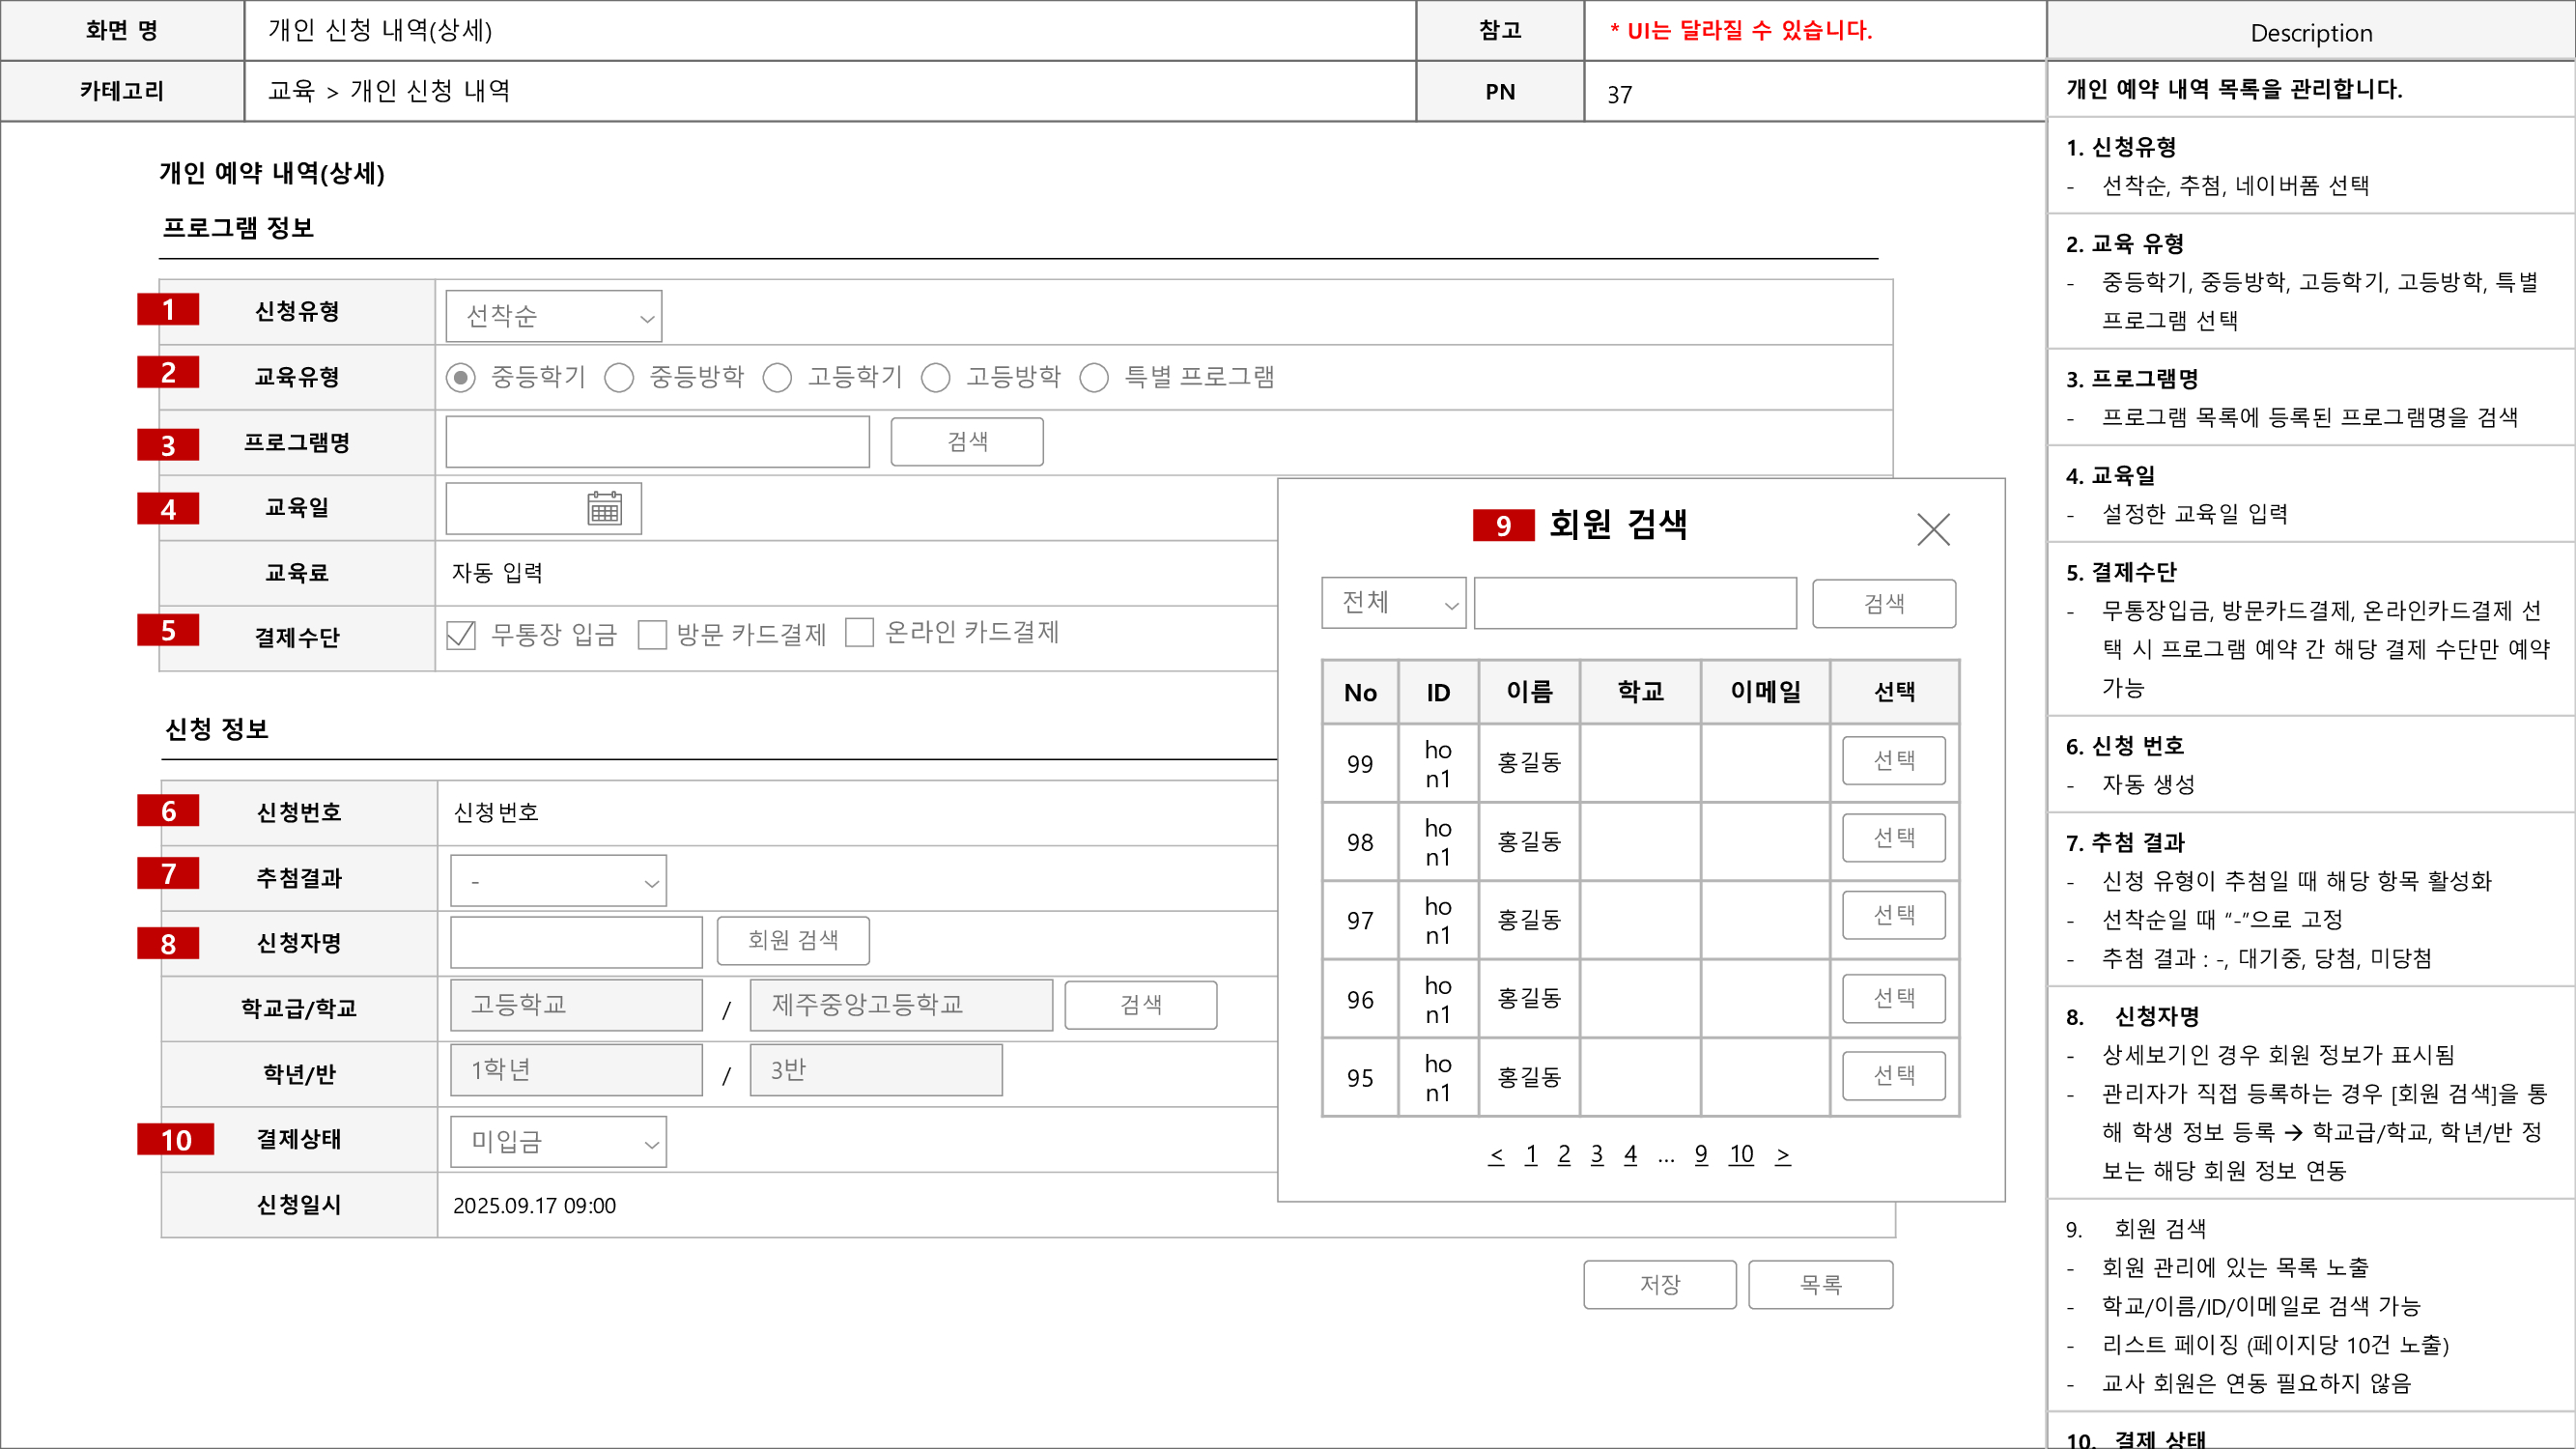 화면 명
개인 신청 내역(상세)
참고
* UI는 달라질 수 있습니다.
카테고리
교육 > 개인 신청 내역
PN
37
개인 예약 내역(상세)
프로그램 정보
1 신청유형 선착순
2 교육유형 중등학기 중등방학 고등학기 고등방학 특별 프로그램
3 프로그램명 검색
4 교육일
교육료 자동 입력
5 결제수단 무통장 입금 방문 카드결제 온라인 카드결제
신청 정보
6 신청번호 신청번호
7 추첨결과 -
8 신청자명 회원 검색
학교급/학교 고등학교 / 제주중앙고등학교 검색
학년/반 1학년 / 3반
10 결제상태 미입금
신청일시 2025.09.17 09:00
저장 목록
9 회원 검색
전체 검색
No ID 이름 학교 이메일 선택
99 ho
n1 홍길동 선택
98 ho
n1 홍길동 선택
97 ho
n1 홍길동 선택
96 ho
n1 홍길동 선택
95 ho
n1 홍길동 선택
< 1 2 3 4 ... 9 10 >
Description
개인 예약 내역 목록을 관리합니다.
1. 신청유형
- 선착순, 추첨, 네이버폼 선택
2. 교육 유형
- 중등학기, 중등방학, 고등학기, 고등방학, 특별
프로그램 선택
3. 프로그램명
- 프로그램 목록에 등록된 프로그램명을 검색
4. 교육일
- 설정한 교육일 입력
5. 결제수단
- 무통장입금, 방문카드결제, 온라인카드결제 선
택 시 프로그램 예약 간 해당 결제 수단만 예약
가능
6. 신청 번호
- 자동 생성
7. 추첨 결과
- 신청 유형이 추첨일 때 해당 항목 활성화
- 선착순일 때 “-”으로 고정
- 추첨 결과 : -, 대기중, 당첨, 미당첨
8. 신청자명
- 상세보기인 경우 회원 정보가 표시됨
- 관리자가 직접 등록하는 경우 [회원 검색]을 통
해 학생 정보 등록 → 학교급/학교, 학년/반 정
보는 해당 회원 정보 연동
9. 회원 검색
- 회원 관리에 있는 목록 노출
- 학교/이름/ID/이메일로 검색 가능
- 리스트 페이징 (페이지당 10건 노출)
- 교사 회원은 연동 필요하지 않음
10. 결제 상태